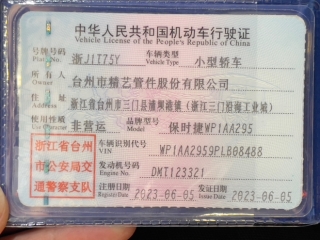 中华人民共和国机动车行驶证
Vehicle License of the People's Republic of China
号牌号码 浙J1T75Y 车辆类型 小型轿车
Plate No. Vehicle Type
所有人 台州市精艺管件股份有限公司
Owner
住址 浙江省台州市三门县浦坝港镇（浙江三门沿海工业城）
Address
使用性质 非营运 品牌型号 保时捷WP1AA295
Use Character Model
浙江省台州
市公安局交
通警察支队
车辆识别代号 WP1AA2959PLB08488
VIN
发动机号码 DMT123321
Engine No.
注册日期 2023-06-05 发证日期 2023-06-05
Register Date Issue Date